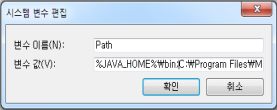 시스템 변수 편집
변수 이름(N): Path
변수 값(V): %JAVA_HOME%₩bin;C:₩Program Files₩M
확인 취소